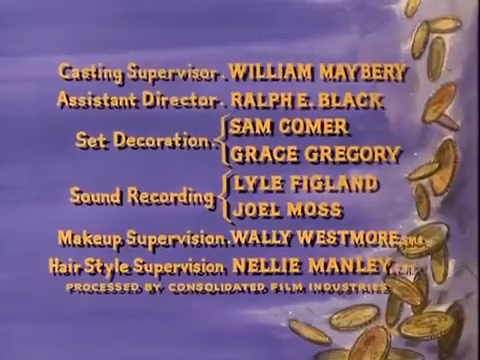 Casting Supervisor . WILLIAM MAYBERY
Assistant Director . RALPH E. BLACK
Set Decoration . SAM COMER
GRACE GREGORY
Sound Recording LYLE FIGLAND
JOEL MOSS
Makeup Supervision . WALLY WESTMORE, S.M.A.
Hair Style Supervision NELLIE MANLEY, C.H.S.
PROCESSED BY CONSOLIDATED FILM INDUSTRIES